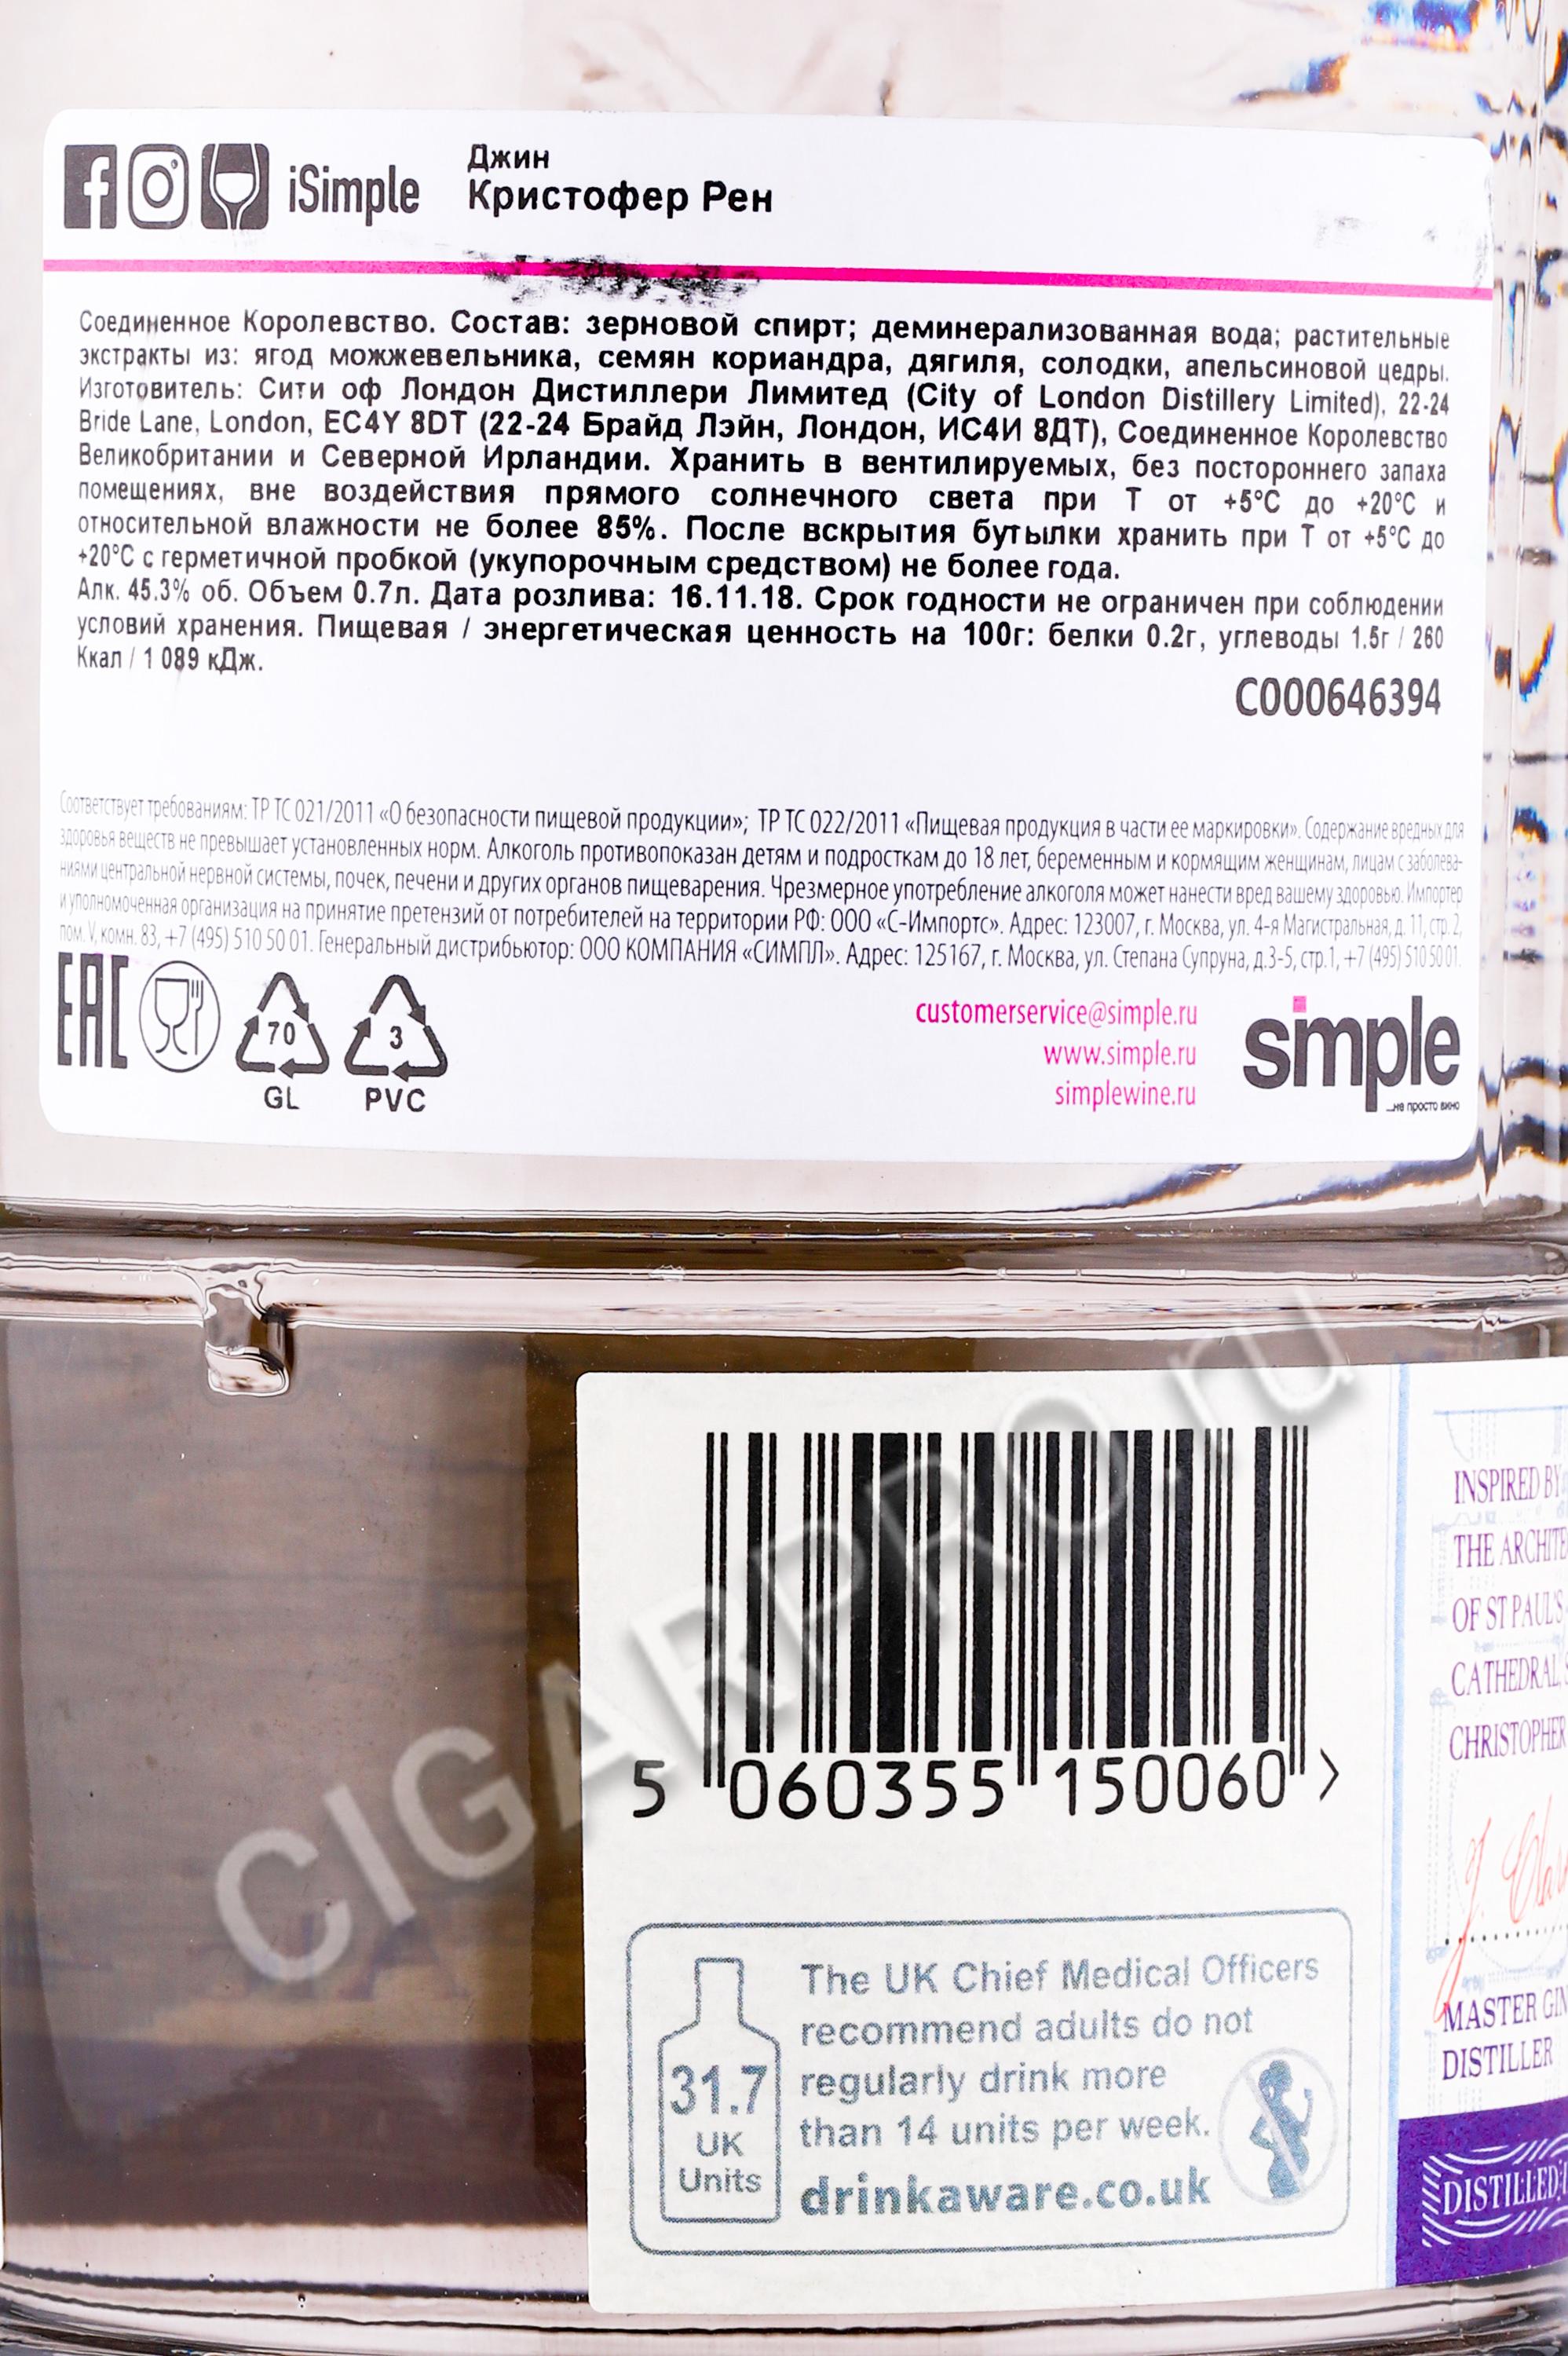 iSimple
Джин
Кристофер Рен
Соединенное Королевство. Состав: зерновой спирт; деминерализованная вода; растительные
экстракты из: ягод можжевельника, семян кориандра, дягиля, солодки, апельсиновой цедры.
Изготовитель: Сити оф Лондон Дистиллери Лимитед (City of London Distillery Limited), 22-24
Bride Lane, London, EC4Y 8DT (22-24 Брайд Лэйн, Лондон, ИС4И 8ДТ), Соединенное Королевство
Великобритании и Северной Ирландии. Хранить в вентилируемых, без постороннего запаха
помещениях, вне воздействия прямого солнечного света при Т от +5°С до +20°С и
относительной влажности не более 85%. После вскрытия бутылки хранить при Т от +5°С до
+20°С с герметичной пробкой (укупорочным средством) не более года.
Алк. 45.3% об. Объем 0.7л. Дата розлива: 16.11.18. Срок годности не ограничен при соблюдении
условий хранения. Пищевая / энергетическая ценность на 100г: белки 0.2г, углеводы 1.5г / 260
Ккал / 1 089 кДж.
C000646394
Соответствует требованиям: ТР ТС 021/2011 «О безопасности пищевой продукции»; ТР ТС 022/2011 «Пищевая продукция в части ее маркировки». Содержание вредных для
здоровья веществ не превышает установленных норм. Алкоголь противопоказан детям и подросткам до 18 лет, беременным и кормящим женщинам, лицам с заболева-
ниями центральной нервной системы, почек, печени и других органов пищеварения. Чрезмерное употребление алкоголя может нанести вред вашему здоровью. Импортер
и уполномоченная организация на принятие претензий от потребителей на территории РФ: ООО «С-Импортс». Адрес: 123007, г. Москва, ул. 4-я Магистральная, д. 11, стр. 2,
пом. V, комн. 83, +7 (495) 510 50 01. Генеральный дистрибьютор: ООО КОМПАНИЯ «СИМПЛ». Адрес: 125167, г. Москва, ул. Степана Супруна, д.3-5, стр.1, +7 (495) 510 50 01.
EAC
70
GL
3
PVC
customerservice@simple.ru
www.simple.ru
simplewine.ru
simple
...не просто вино
CIGARPRO.ru
5 060355 150060 >
31.7
UK
Units
The UK Chief Medical Officers
recommend adults do not
regularly drink more
than 14 units per week.
drinkaware.co.uk
INSPIRED BY
THE ARCHITE
OF ST PAUL'S
CATHEDRAL,
CHRISTOPHER
MASTER GIN
DISTILLER
DISTILLED